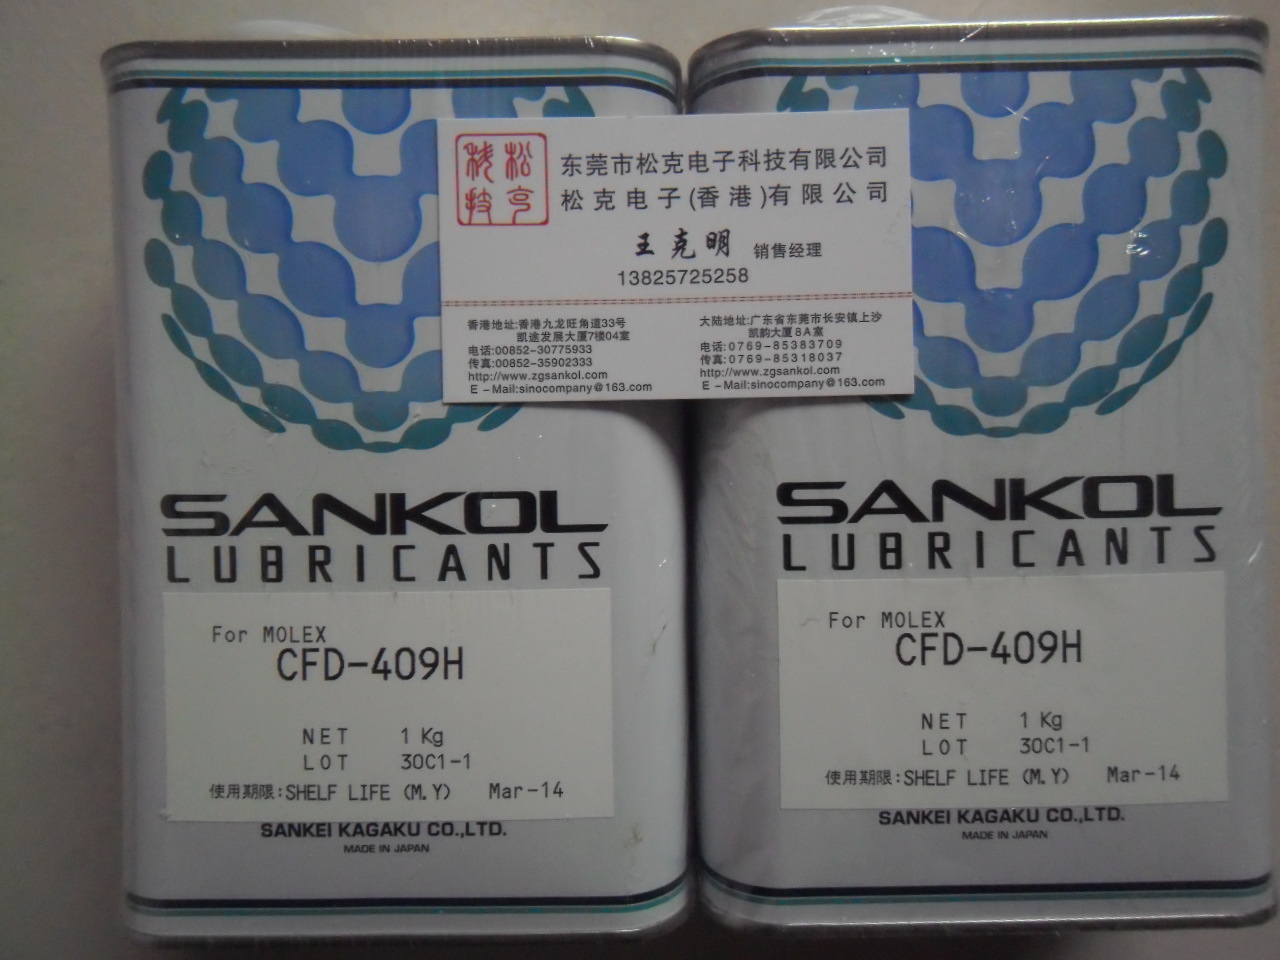 松亨
科技
东莞市松克电子科技有限公司
松克电子(香港)有限公司
王克明 销售经理
13825725258
香港地址:香港九龙旺角道33号
凯途发展大厦7楼04室
电话:00852-30775933
传真:00852-35902333
http://www.zgsankol.com
E-Mail:sinocompany@163.com
大陆地址:广东省东莞市长安镇上沙
凯韵大厦8A室
电话:0769-85383709
传真:0769-85318037
http://www.zgsankol.com
E-Mail:sinocompany@163.com
SANKOL
LUBRICANTS
For MOLEX
CFD-409H
NET 1 Kg
LOT 30C1-1
使用期限:SHELF LIFE (M.Y) Mar-14
SANKEI KAGAKU CO.,LTD.
MADE IN JAPAN
SANKOL
LUBRICANTS
For MOLEX
CFD-409H
NET 1 Kg
LOT 30C1-1
使用期限:SHELF LIFE (M.Y) Mar-14
SANKEI KAGAKU CO.,LTD.
MADE IN JAPAN